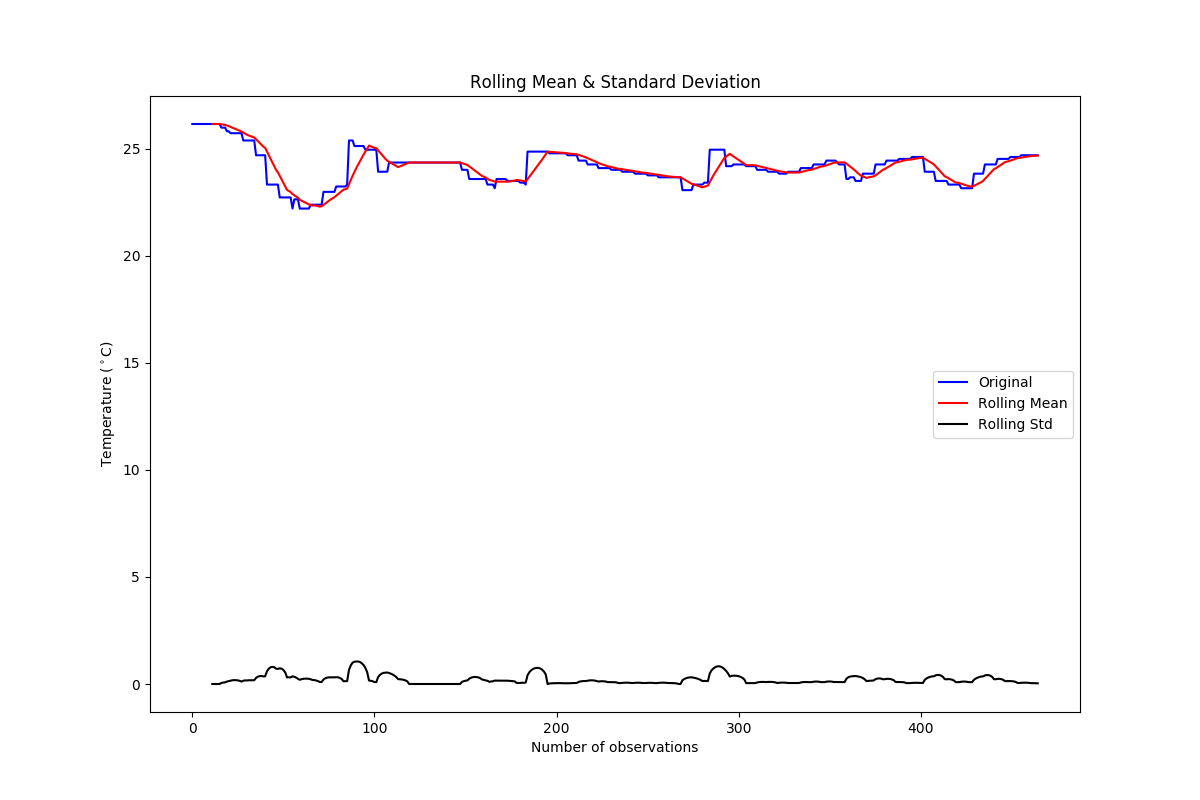 Rolling Mean & Standard Deviation
Temperature (°C)
25
20
15
10
5
0
Original
Rolling Mean
Rolling Std
0 100 200 300 400
Number of observations